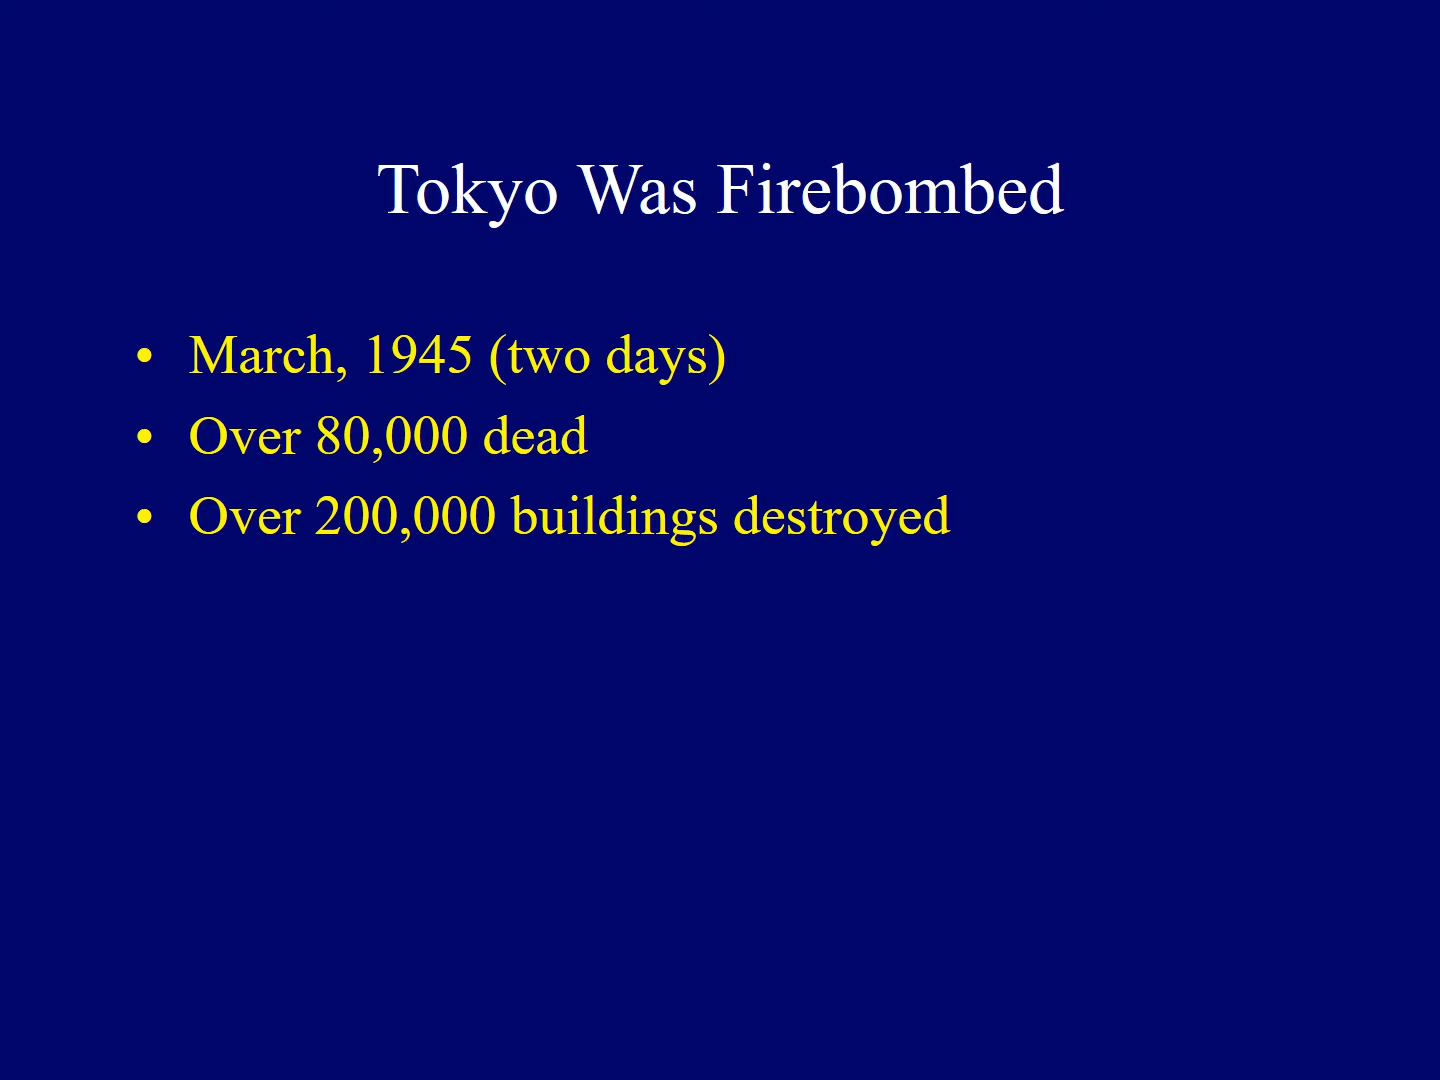 Tokyo Was Firebombed
• March, 1945 (two days)
• Over 80,000 dead
• Over 200,000 buildings destroyed